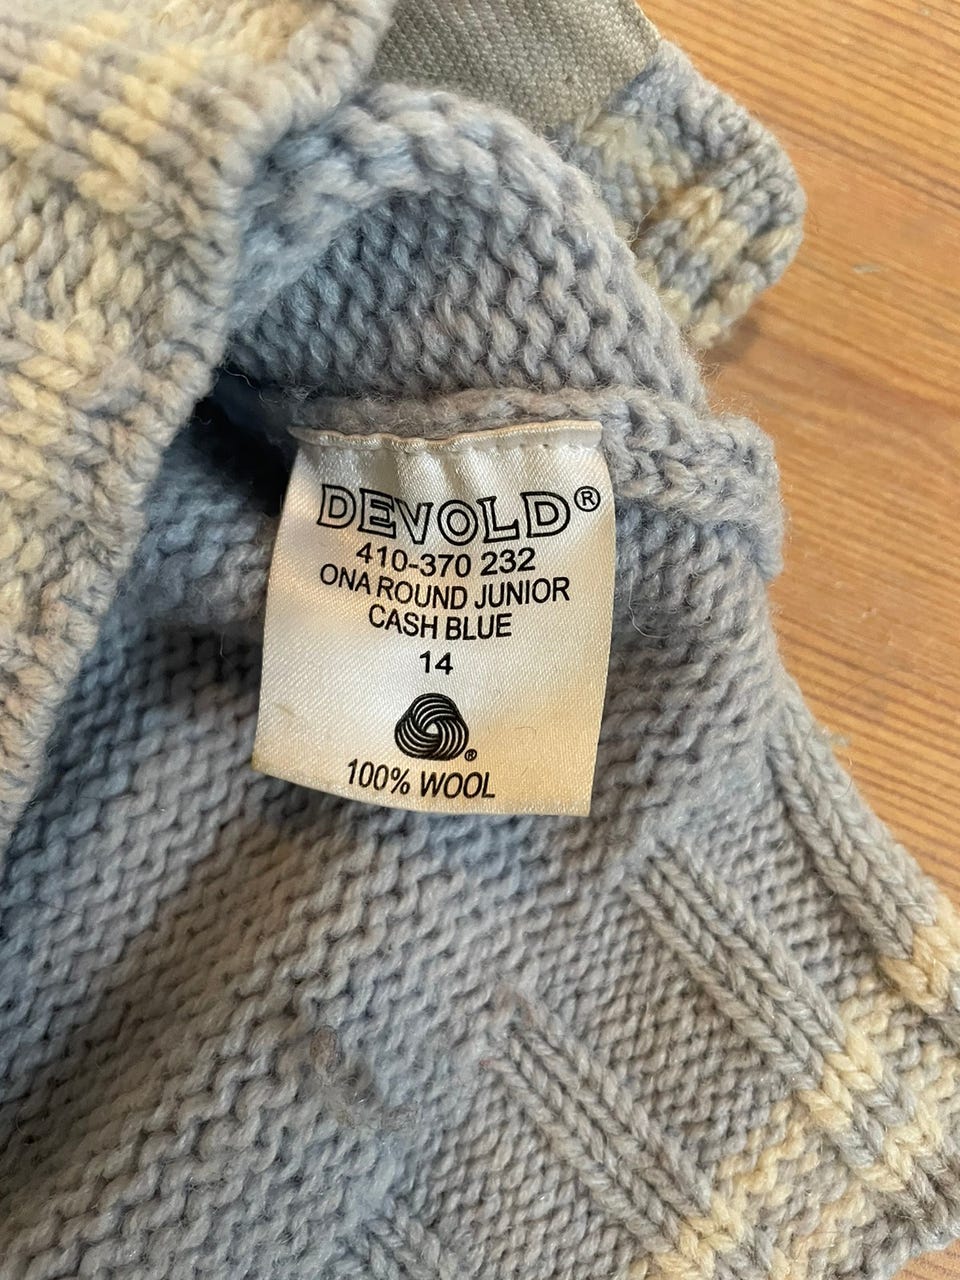 DEVOLD®
410-370 232
ONA ROUND JUNIOR
CASH BLUE
14
®
100% WOOL